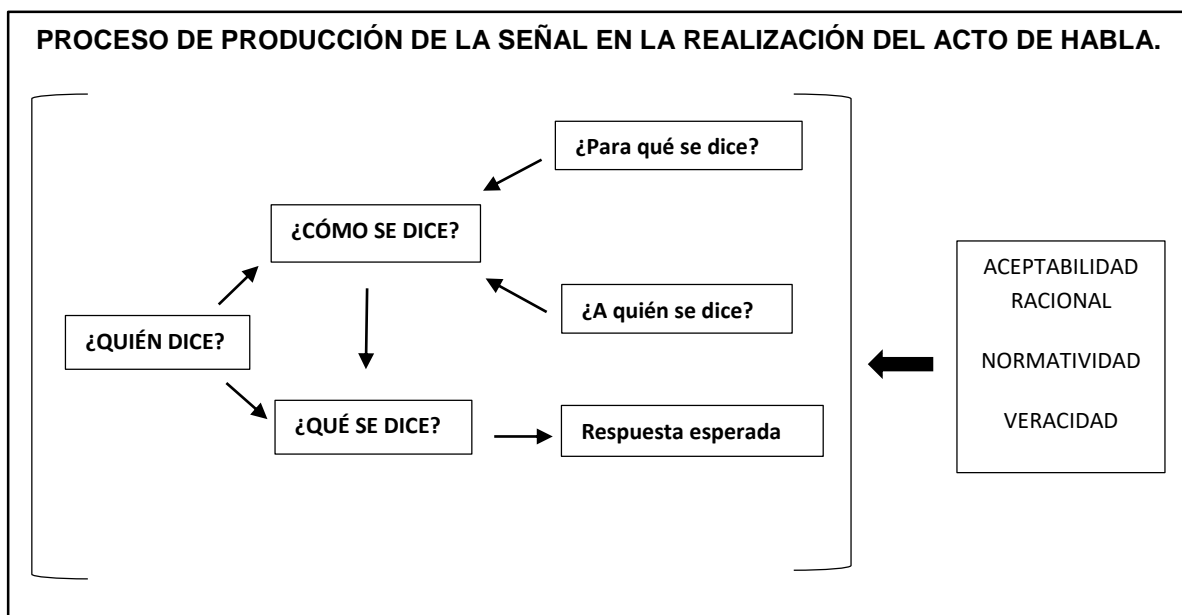 PROCESO DE PRODUCCIÓN DE LA SEÑAL EN LA REALIZACIÓN DEL ACTO DE HABLA.
¿Para qué se dice?
¿CÓMO SE DICE?
¿A quién se dice?
¿QUIÉN DICE?
¿QUÉ SE DICE?
Respuesta esperada
ACEPTABILIDAD
RACIONAL
NORMATIVIDAD
VERACIDAD